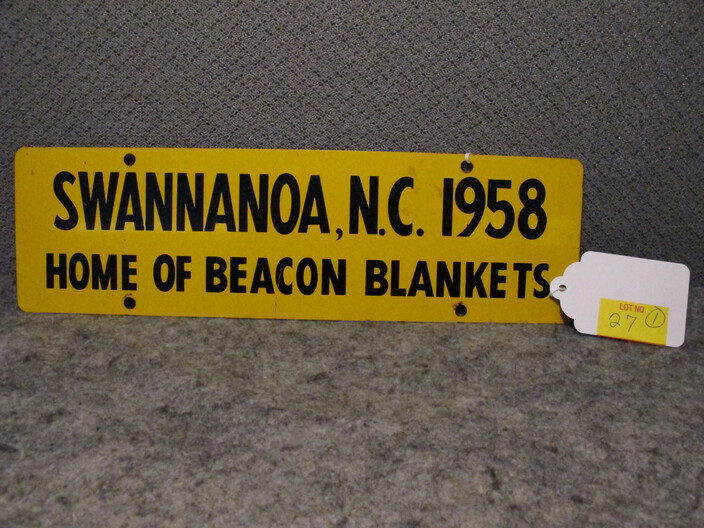 SWANNANOA, N.C. 1958
HOME OF BEACON BLANKETS
LOT NO.
27 1